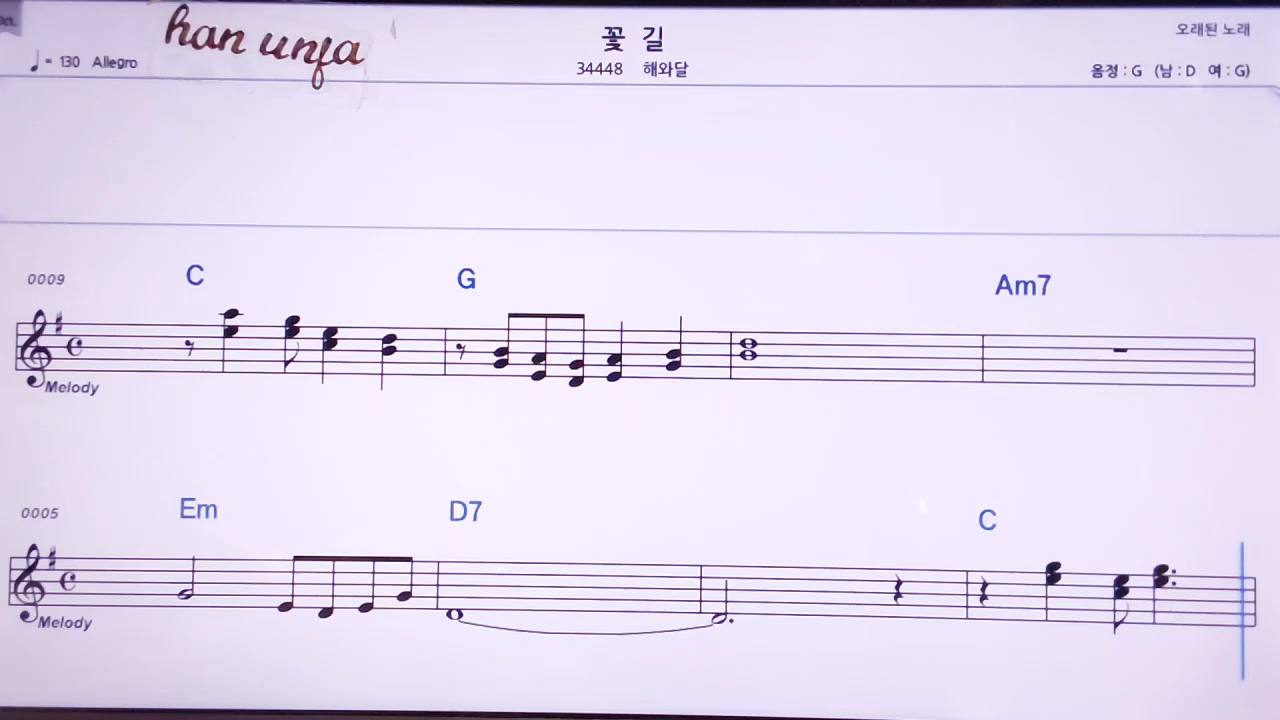 han unja
꽃 길
오래된 노래
♩= 130 Allegro
34448 해와달
음정 : G (남 : D 여 : G)
0009
C
G
Am7
Melody
0005
Em
D7
C
Melody